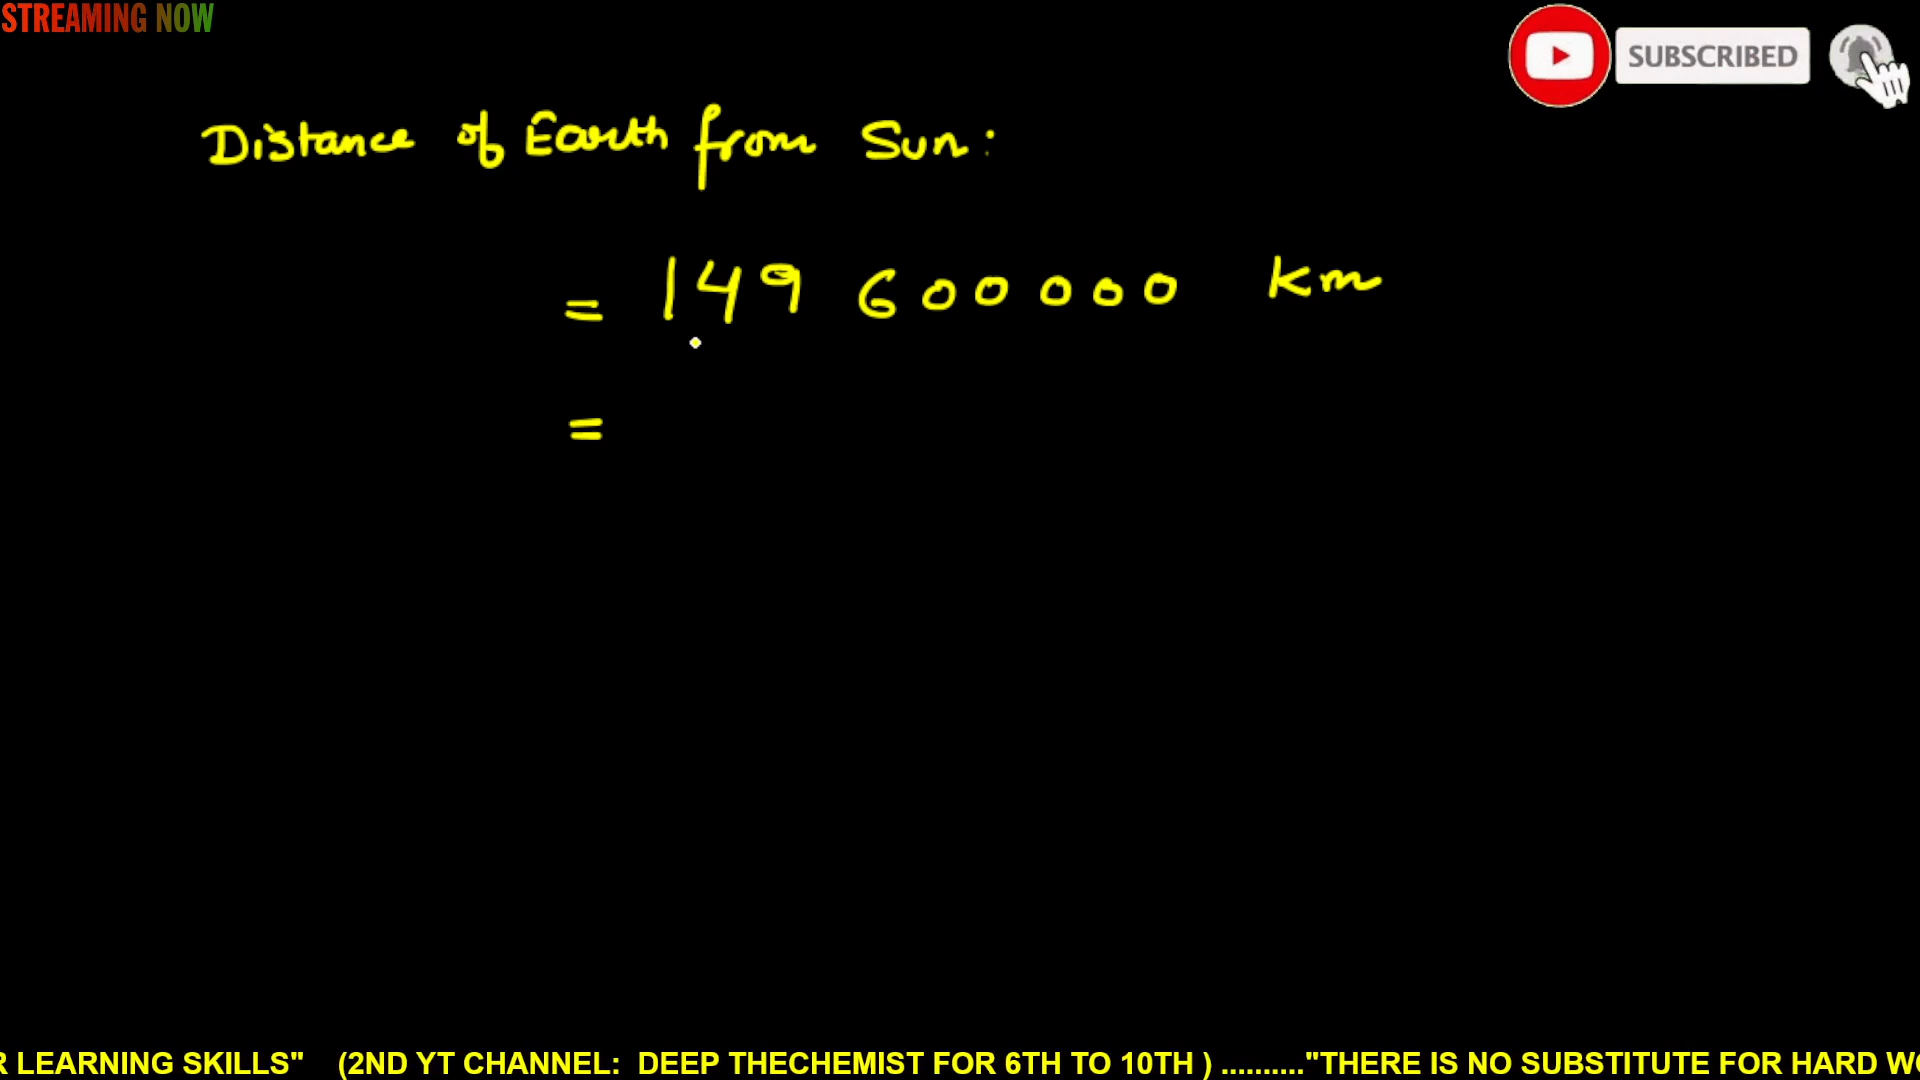 STREAMING NOW
SUBSCRIBED
Distance of Earth from Sun:
= 149 600000 km
=
R LEARNING SKILLS" (2ND YT CHANNEL: DEEP THECHEMIST FOR 6TH TO 10TH ) .........."THERE IS NO SUBSTITUTE FOR HARD WO